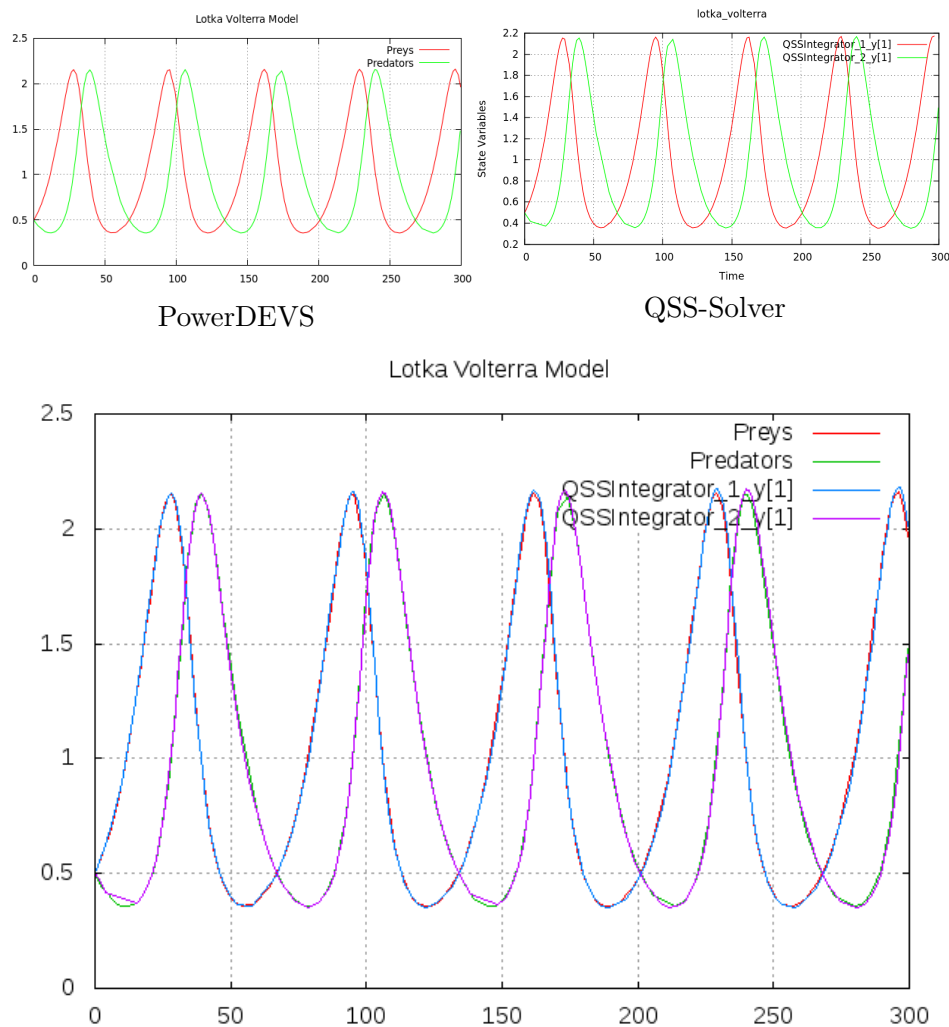 Lotka Volterra Model
2.5
2
1.5
1
0.5
0
0 50 100 150 200 250 300
Preys
Predators
PowerDEVS
lotka_volterra
State Variables
2.2
2
1.8
1.6
1.4
1.2
1
0.8
0.6
0.4
0.2
0 50 100 150 200 250 300
QSSIntegrator_1_y[1]
QSSIntegrator_2_y[1]
Time
QSS-Solver
Lotka Volterra Model
2.5
2
1.5
1
0.5
0
0 50 100 150 200 250 300
Preys
Predators
QSSIntegrator_1_y[1]
QSSIntegrator_2_y[1]